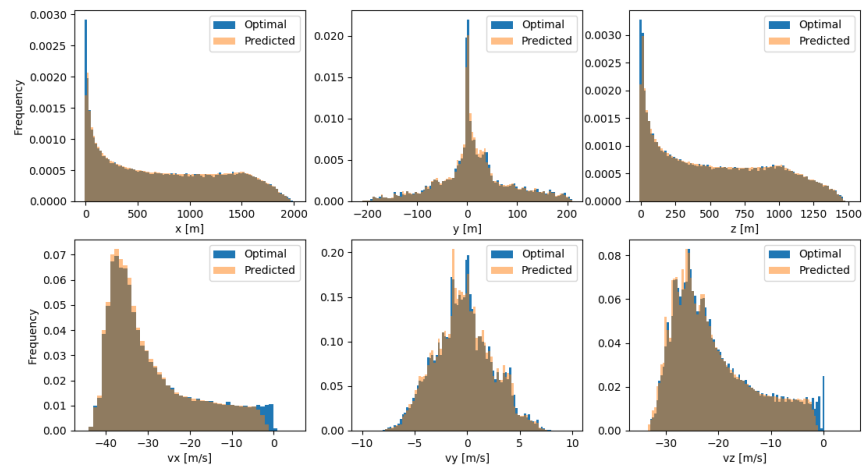 Optimal
Predicted
Frequency
0.0030
0.0025
0.0020
0.0015
0.0010
0.0005
0.0000
0 500 1000 1500 2000
x [m]
Optimal
Predicted
0.020
0.015
0.010
0.005
0.000
−200 −100 0 100 200
y [m]
Optimal
Predicted
0.0030
0.0025
0.0020
0.0015
0.0010
0.0005
0.0000
0 250 500 750 1000 1250 1500
z [m]
Optimal
Predicted
Frequency
0.07
0.06
0.05
0.04
0.03
0.02
0.01
0.00
−40 −30 −20 −10 0
vx [m/s]
Optimal
Predicted
0.20
0.15
0.10
0.05
0.00
−10 −5 0 5 10
vy [m/s]
Optimal
Predicted
0.08
0.06
0.04
0.02
0.00
−30 −20 −10 0
vz [m/s]